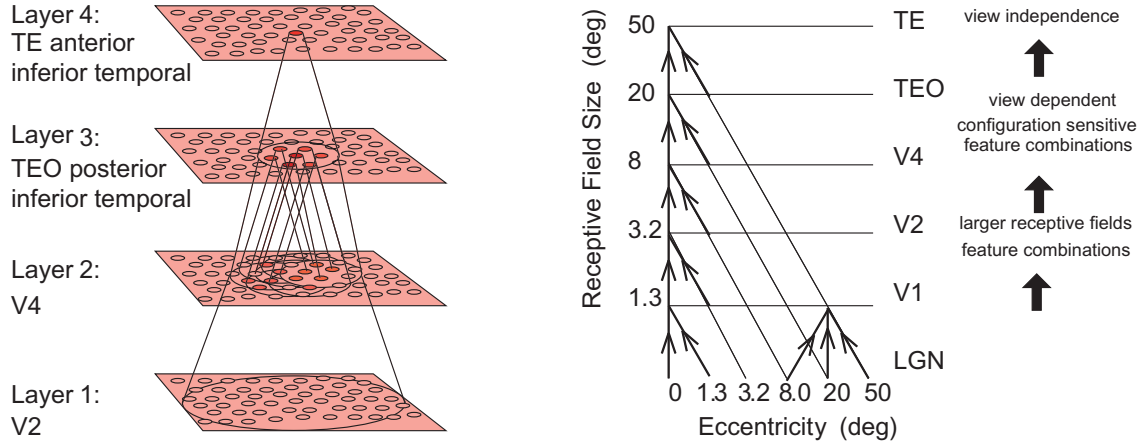 Layer 4:
TE anterior
inferior temporal
Layer 3:
TEO posterior
inferior temporal
Layer 2:
V4
Layer 1:
V2
Receptive Field Size (deg)
50
20
8
3.2
1.3
TE
TEO
V4
V2
V1
LGN
0 1.3 3.2 8.0 20 50
Eccentricity (deg)
view independence
view dependent
configuration sensitive
feature combinations
larger receptive fields
feature combinations